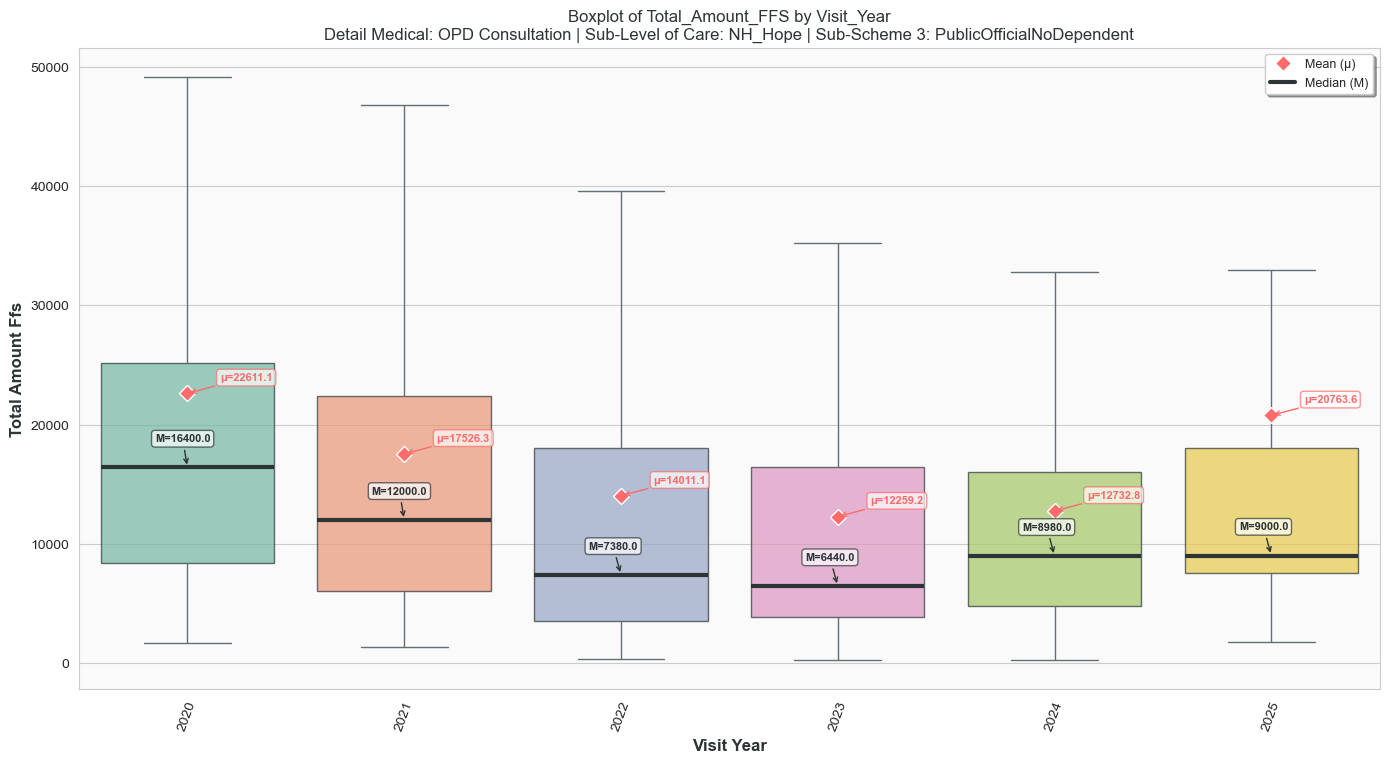 Boxplot of Total_Amount_FFS by Visit_Year
Detail Medical: OPD Consultation | Sub-Level of Care: NH_Hope | Sub-Scheme 3: PublicOfficialNoDependent
Mean (μ)
Median (M)
Total Amount Ffs
50000
40000
30000
20000
10000
0
μ=22611.1
M=16400.0
μ=17526.3
M=12000.0
μ=14011.1
M=7380.0
μ=12259.2
M=6440.0
μ=12732.8
M=8980.0
μ=20763.6
M=9000.0
2020
2021
2022
2023
2024
2025
Visit Year